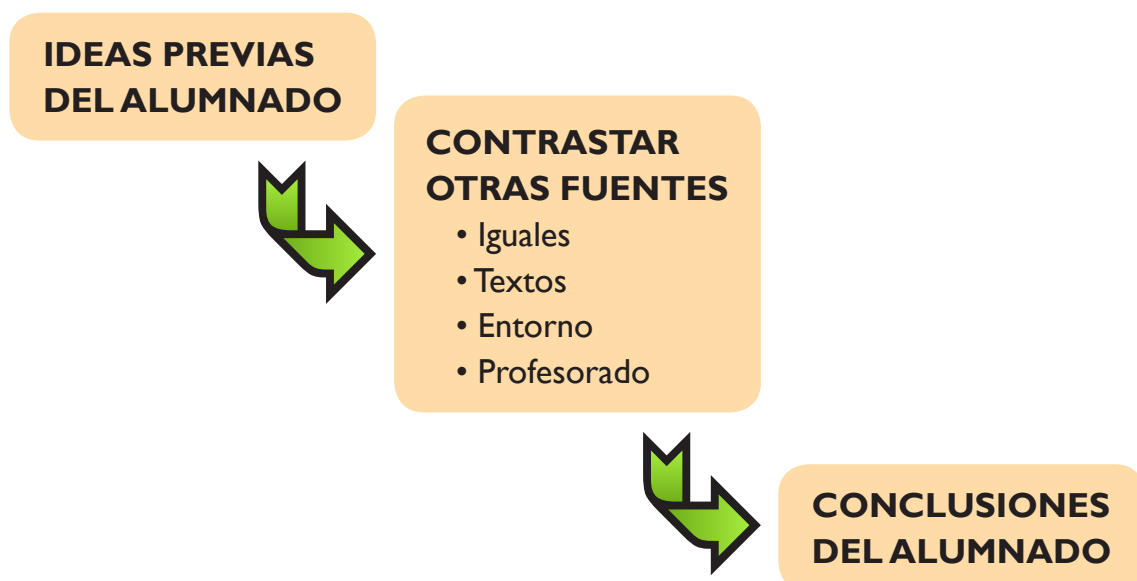 IDEAS PREVIAS
DEL ALUMNADO
CONTRASTAR
OTRAS FUENTES
• Iguales
• Textos
• Entorno
• Profesorado
CONCLUSIONES
DEL ALUMNADO